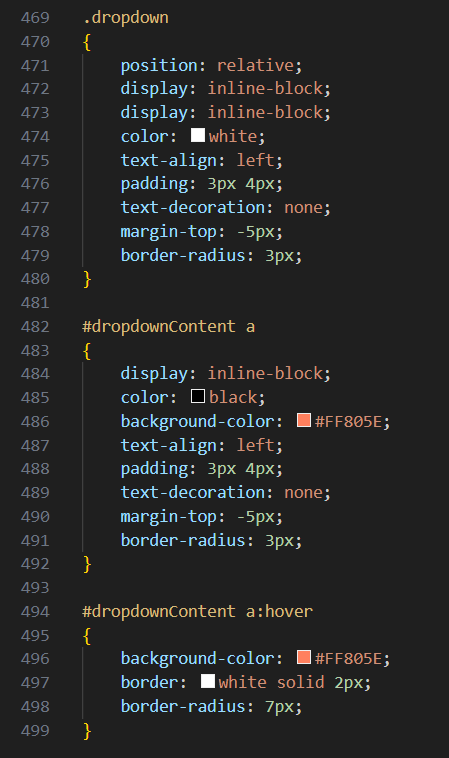 469 .dropdown
470 {
471 position: relative;
472 display: inline-block;
473 display: inline-block;
474 color: white;
475 text-align: left;
476 padding: 3px 4px;
477 text-decoration: none;
478 margin-top: -5px;
479 border-radius: 3px;
480 }
481
482 #dropdownContent a
483 {
484 display: inline-block;
485 color: black;
486 background-color: #FF805E;
487 text-align: left;
488 padding: 3px 4px;
489 text-decoration: none;
490 margin-top: -5px;
491 border-radius: 3px;
492 }
493
494 #dropdownContent a:hover
495 {
496 background-color: #FF805E;
497 border: white solid 2px;
498 border-radius: 7px;
499 }